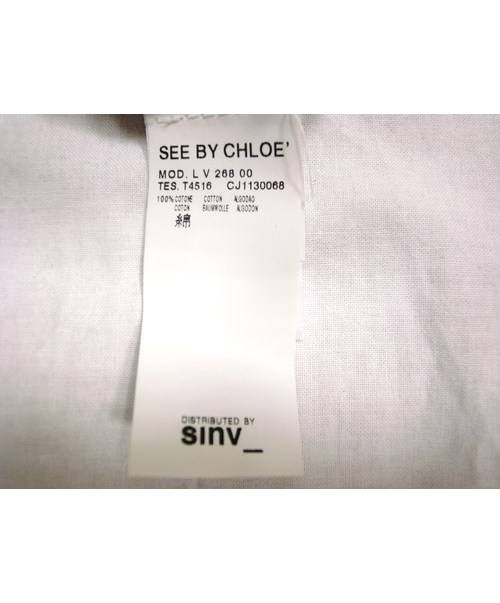 SEE BY CHLOE'
MOD. L V 268 00
TES. T4516 CJ1130068
100% COTONE COTTON ALGODAO
COTON BAUMWOLLE ALGODON
綿
DISTRIBUTED BY
sinv_